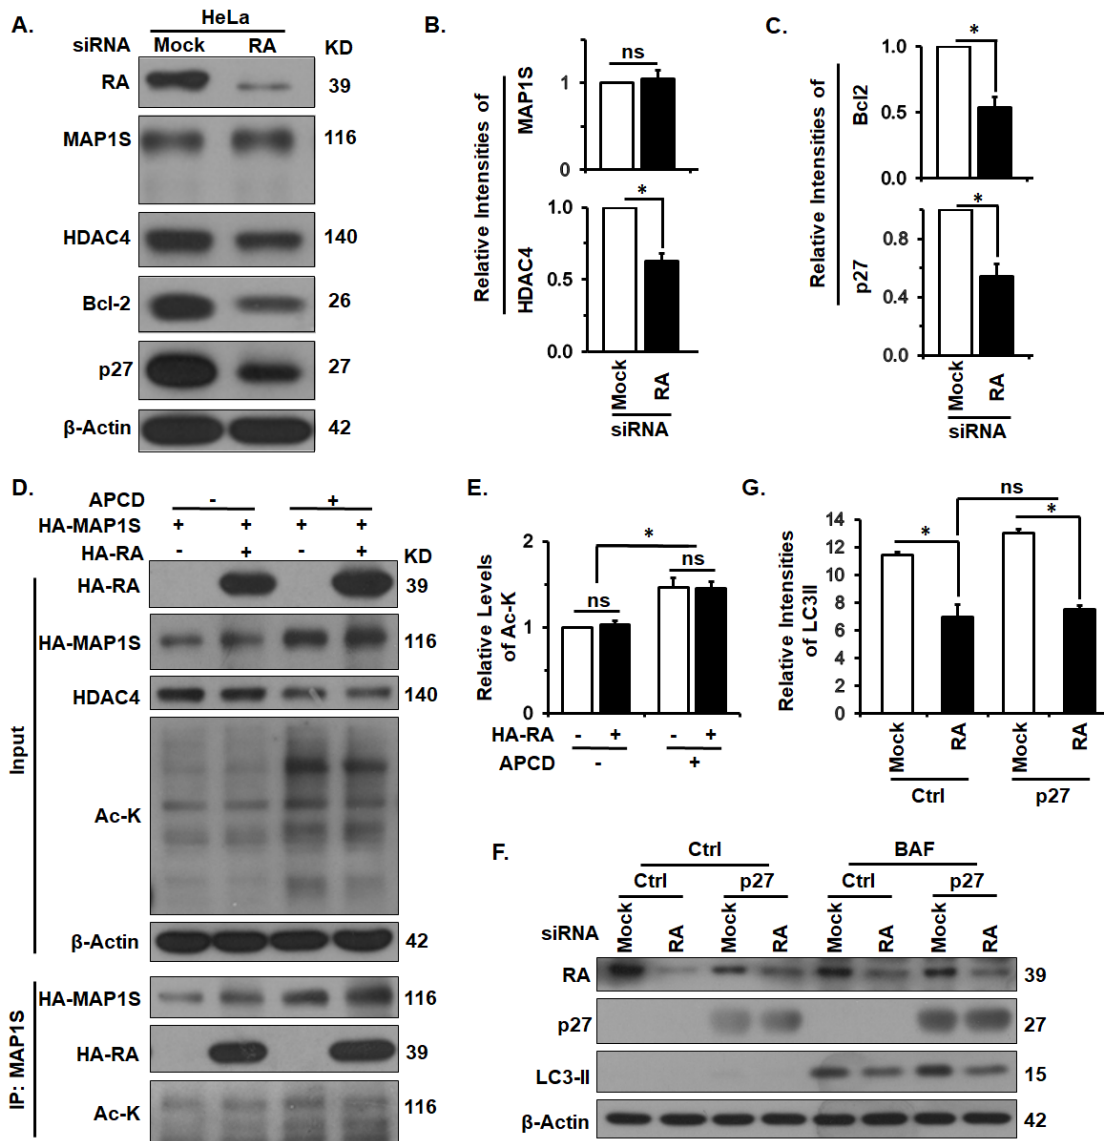 A.
HeLa
siRNA Mock RA KD
RA 39
MAP1S 116
HDAC4 140
Bcl-2 26
p27 27
β-Actin 42
B.
Relative Intensities of
MAP1S
ns
1
0
HDAC4
*
1.0
0.5
0.0
Mock RA
siRNA
C.
Relative Intensities of
Bcl2
*
1.0
0.5
0.0
p27
*
0.8
0.4
0.0
Mock RA
siRNA
D.
APCD - +
HA-MAP1S + + + +
HA-RA - + - + KD
Input
HA-RA 39
HA-MAP1S 116
HDAC4 140
Ac-K
β-Actin 42
IP: MAP1S
HA-MAP1S 116
HA-RA 39
Ac-K 116
E.
Relative Levels
of Ac-K
2
1
0
*
ns
ns
HA-RA - + - +
APCD - +
G.
Relative Intensities
of LC3II
14
12
10
8
6
4
2
0
ns
* *
Mock RA Mock RA
Ctrl p27
F.
Ctrl BAF
Ctrl p27 Ctrl p27
siRNA Mock RA Mock RA Mock RA Mock RA
RA 39
p27 27
LC3-II 15
β-Actin 42